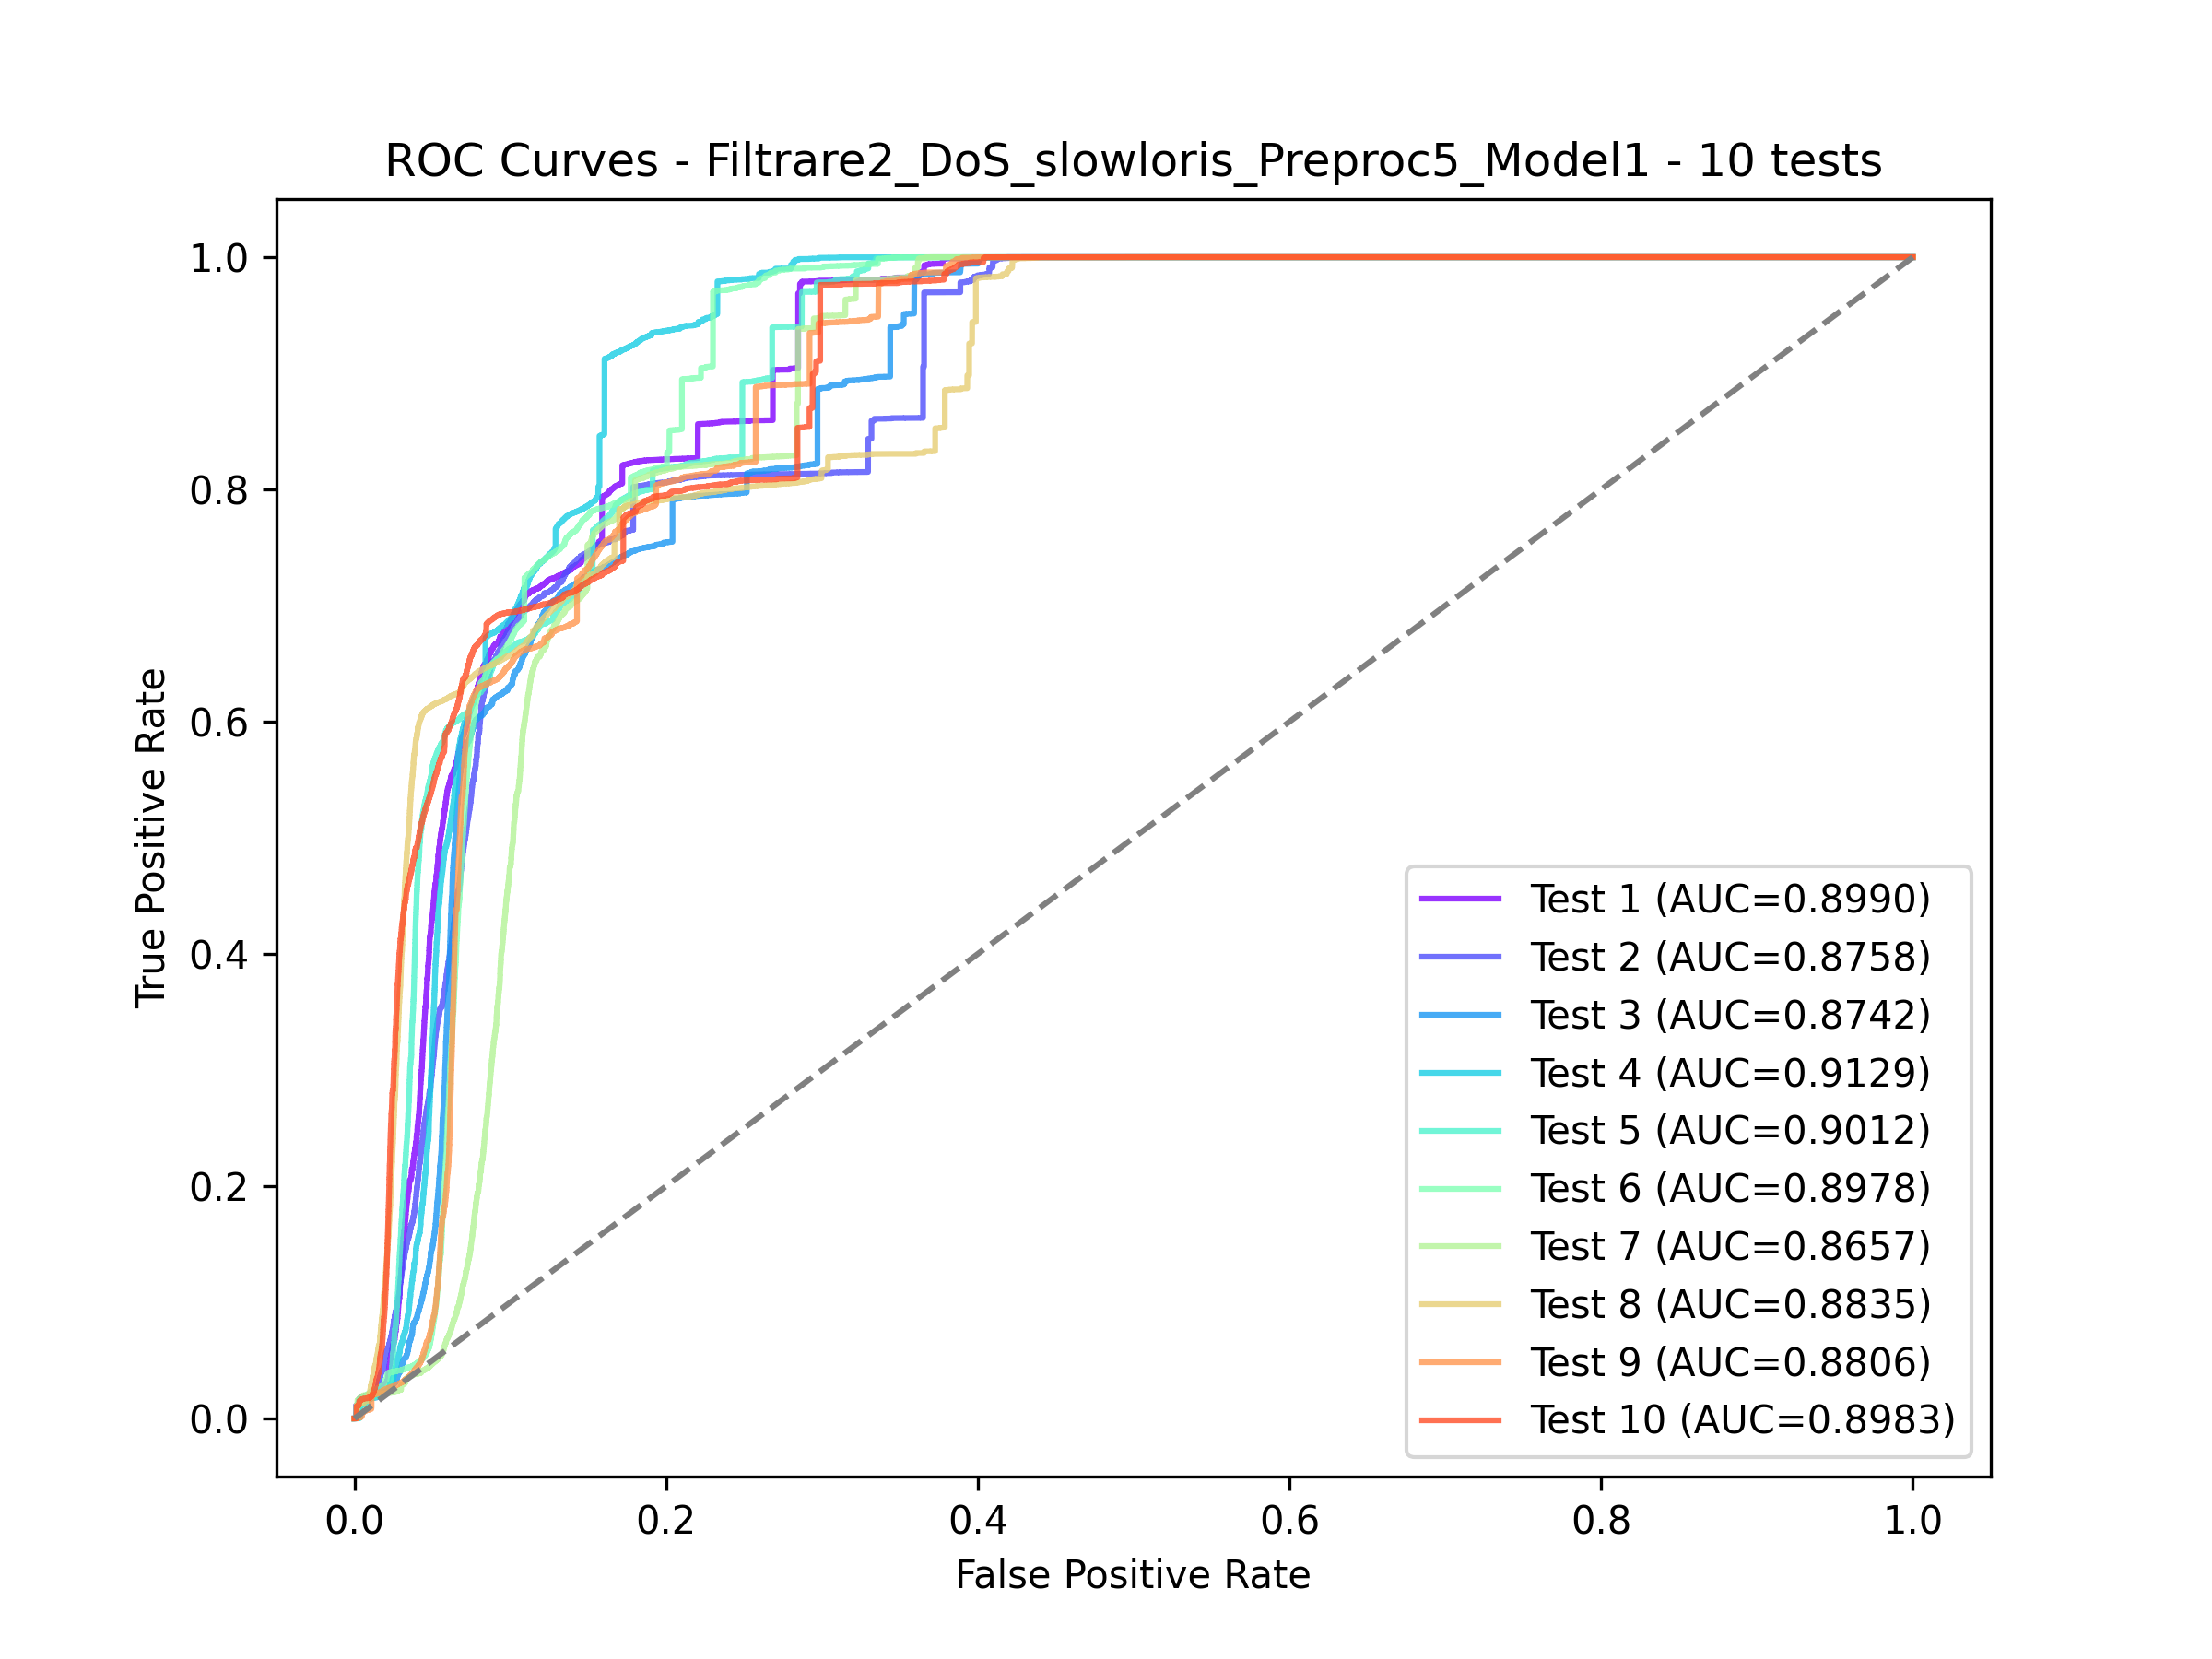 ROC Curves - Filtrare2_DoS_slowloris_Preproc5_Model1 - 10 tests
True Positive Rate
1.0
0.8
0.6
0.4
0.2
0.0
Test 1 (AUC=0.8990)
Test 2 (AUC=0.8758)
Test 3 (AUC=0.8742)
Test 4 (AUC=0.9129)
Test 5 (AUC=0.9012)
Test 6 (AUC=0.8978)
Test 7 (AUC=0.8657)
Test 8 (AUC=0.8835)
Test 9 (AUC=0.8806)
Test 10 (AUC=0.8983)
0.0 0.2 0.4 0.6 0.8 1.0
False Positive Rate